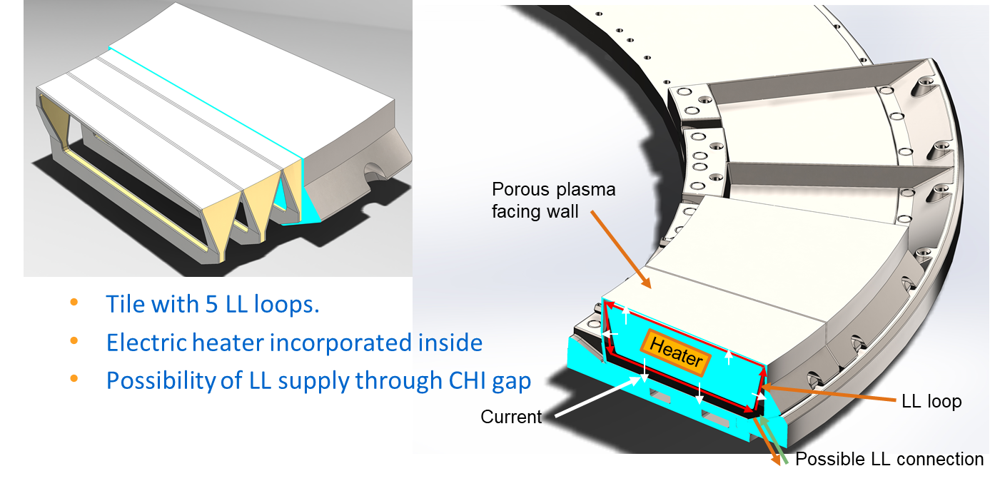 Porous plasma
facing wall
• Tile with 5 LL loops.
• Electric heater incorporated inside
• Possibility of LL supply through CHI gap
Heater
Current
LL loop
Possible LL connection